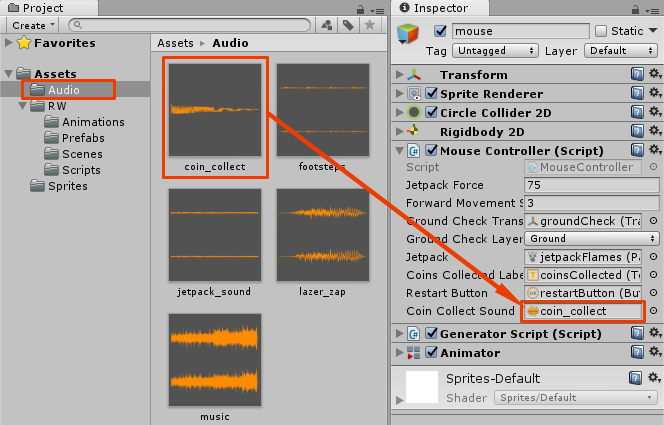 Project
Create
Favorites
Assets
Audio
RW
Animations
Prefabs
Scenes
Scripts
Sprites
Assets Audio
coin_collect
footsteps
jetpack_sound
lazer_zap
music
Inspector
mouse Static
Tag Untagged Layer Default
Transform
Sprite Renderer
Circle Collider 2D
Rigidbody 2D
Mouse Controller (Script)
Script MouseController
Jetpack Force 75
Forward Movement S 3
Ground Check Trans groundCheck (Tra
Ground Check Layer Ground
Jetpack jetpackFlames (P
Coins Collected Labe coinsCollected (Te
Restart Button restartButton (But
Coin Collect Sound coin_collect
Generator Script (Script)
Animator
Sprites-Default
Shader Sprites/Default